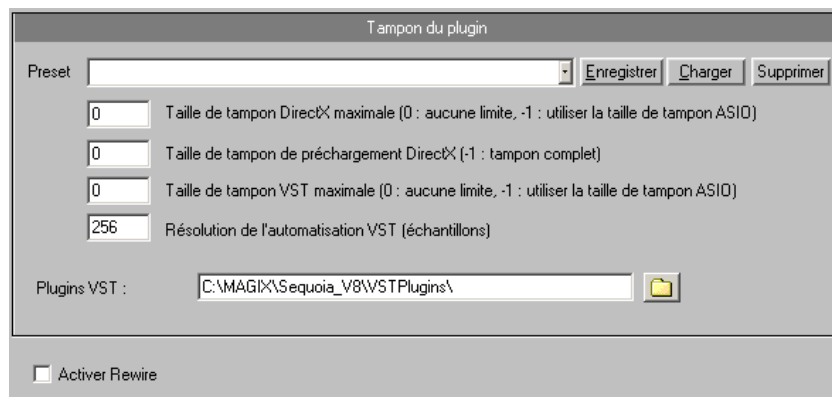 Tampon du plugin
Preset Enregistrer Charger Supprimer
0 Taille de tampon DirectX maximale (0 : aucune limite, -1 : utiliser la taille de tampon ASIO)
0 Taille de tampon de préchargement DirectX (-1 : tampon complet)
0 Taille de tampon VST maximale (0 : aucune limite, -1 : utiliser la taille de tampon ASIO)
256 Résolution de l'automatisation VST (échantillons)
Plugins VST : C:\MAGIX\Sequoia_V8\VSTPlugins\
Activer Rewire